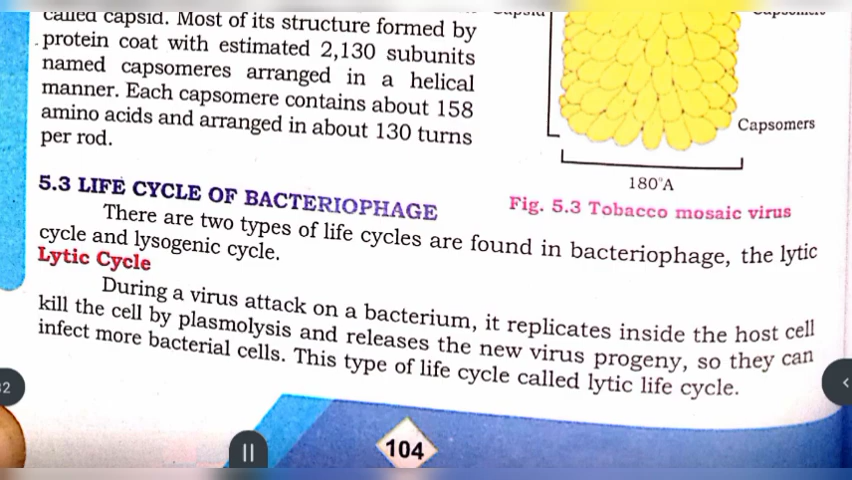 called capsid. Most of its structure formed by
protein coat with estimated 2,130 subunits
named capsomeres arranged in a helical
manner. Each capsomere contains about 158
amino acids and arranged in about 130 turns
per rod.
Capsomers
180°A
Fig. 5.3 Tobacco mosaic virus
5.3 LIFE CYCLE OF BACTERIOPHAGE
There are two types of life cycles are found in bacteriophage, the lytic
cycle and lysogenic cycle.
Lytic Cycle
During a virus attack on a bacterium, it replicates inside the host cell
kill the cell by plasmolysis and releases the new virus progeny, so they can
infect more bacterial cells. This type of life cycle called lytic life cycle.
104